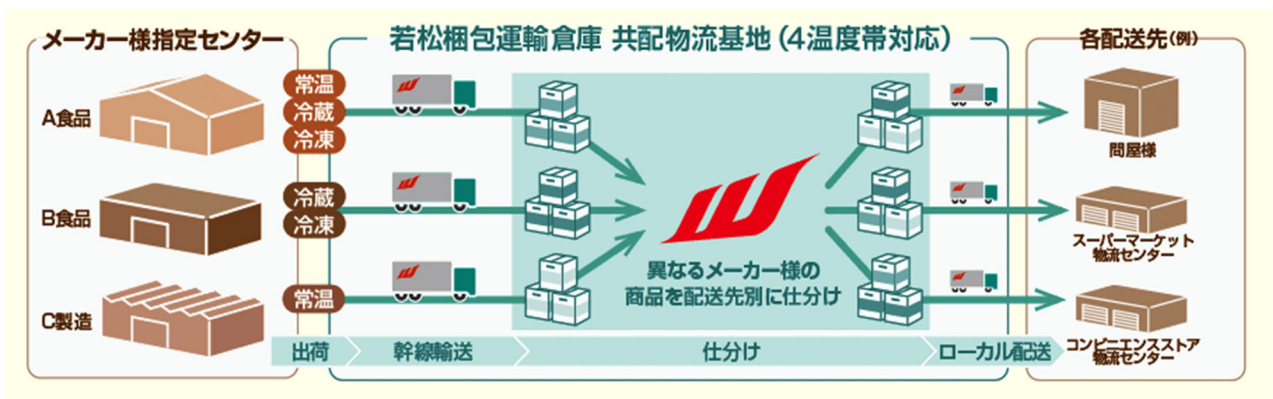 メーカー様指定センター
A食品
B食品
C製造
常温
冷蔵
冷凍
冷蔵
冷凍
常温
若松梱包運輸倉庫 共配物流基地（4温度帯対応）
異なるメーカー様の
商品を配送先別に仕分け
各配送先（例）
問屋様
スーパーマーケット
物流センター
コンビニエンスストア
物流センター
出荷
幹線輸送
仕分け
ローカル配送